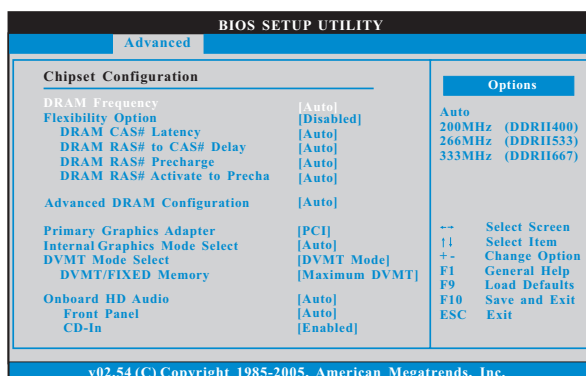 BIOS SETUP UTILITY
Advanced
Chipset Configuration
DRAM Frequency [Auto]
Flexibility Option [Disabled]
DRAM CAS# Latency [Auto]
DRAM RAS# to CAS# Delay [Auto]
DRAM RAS# Precharge [Auto]
DRAM RAS# Activate to Precha [Auto]
Advanced DRAM Configuration [Auto]
Primary Graphics Adapter [PCI]
Internal Graphics Mode Select [Auto]
DVMT Mode Select [DVMT Mode]
DVMT/FIXED Memory [Maximum DVMT]
Onboard HD Audio [Auto]
Front Panel [Auto]
CD-In [Enabled]
Options
Auto
200MHz (DDRII400)
266MHz (DDRII533)
333MHz (DDRII667)
←→ Select Screen
↑↓ Select Item
+- Change Option
F1 General Help
F9 Load Defaults
F10 Save and Exit
ESC Exit
v02.54 (C) Copyright 1985-2005, American Megatrends, Inc.